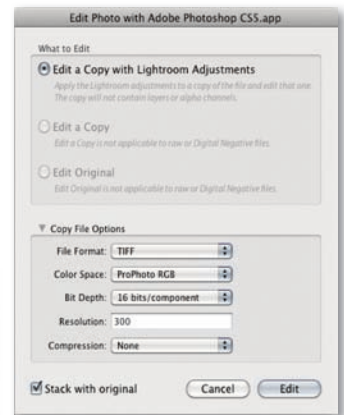 Edit Photo with Adobe Photoshop CS5.app
What to Edit
Edit a Copy with Lightroom Adjustments
Apply the Lightroom adjustments to a copy of the file and edit that one.
The copy will not contain layers or alpha channels.
Edit a Copy
Edit a Copy is not applicable to raw or Digital Negative files
Edit Original
Edit Original is not applicable to raw or Digital Negative files.
Copy File Options
File Format: TIFF
Color Space: ProPhoto RGB
Bit Depth: 16 bits/component
Resolution: 300
Compression: None
Stack with original Cancel Edit